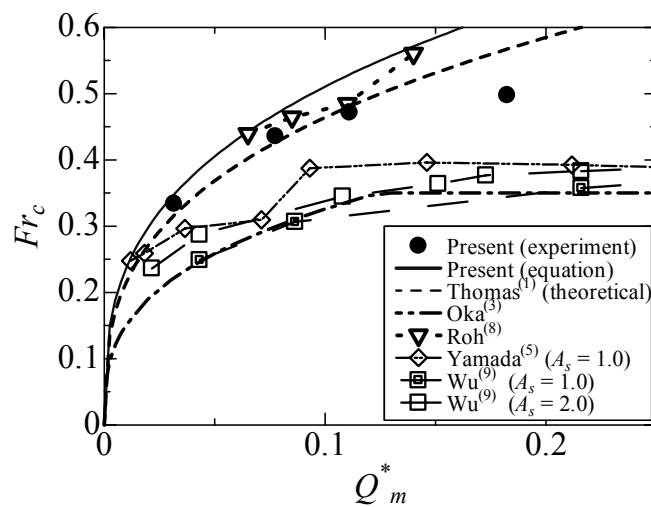 0.6
0.5
0.4
0.3
0.2
0.1
0
Fr_c
0
0.1
0.2
Q*_m
Present (experiment)
Present (equation)
Thomas(1) (theoretical)
Oka(3)
Roh(8)
Yamada(5) (A_s = 1.0)
Wu(9) (A_s = 1.0)
Wu(9) (A_s = 2.0)